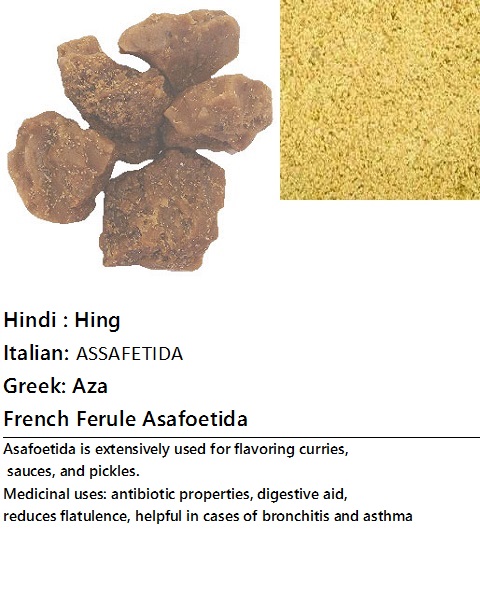 Hindi : Hing
Italian: ASSAFETIDA
Greek: Aza
French Ferule Asafoetida
Asafoetida is extensively used for flavoring curries,
sauces, and pickles.
Medicinal uses: antibiotic properties, digestive aid,
reduces flatulence, helpful in cases of bronchitis and asthma